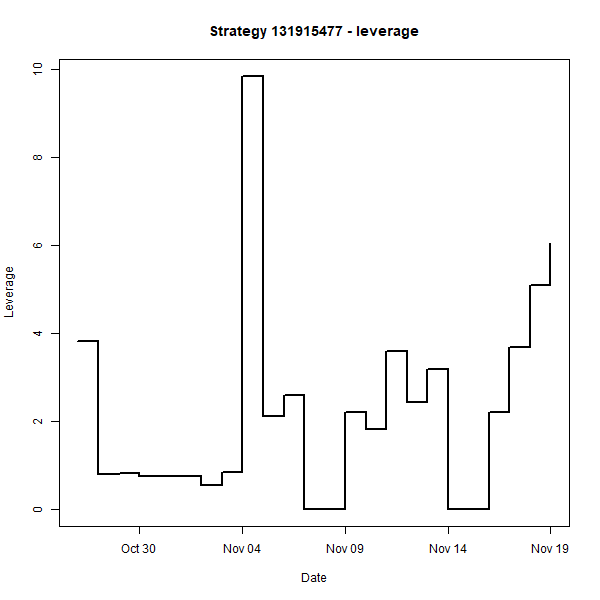 Strategy 131915477 - leverage
Leverage
10
8
6
4
2
0
Oct 30
Nov 04
Nov 09
Nov 14
Nov 19
Date